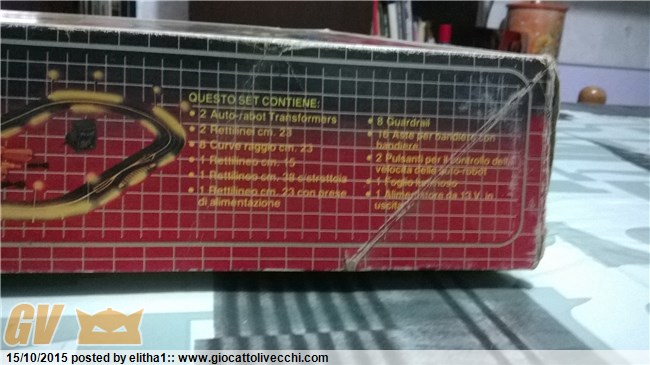 QUESTO SET CONTIENE:
• 2 Auto-robot Transformers
• 2 Rettilinei cm. 23
• 8 Curve raggio cm. 23
• 1 Rettilineo cm. 15
• 1 Rettilineo cm. 38 c/strettoia
• 1 Rettilineo cm. 23 con prese
di alimentazione
• 8 Guardrail
• 16 Aste per bandiere con
bandiere
• 2 Pulsanti per il controllo della
velocità delle auto-robot
• 1 Foglio
• 1 Alimentatore da 13 V. in
uscita
GV
15/10/2015 posted by elitha1:: www.giocattolivecchi.com